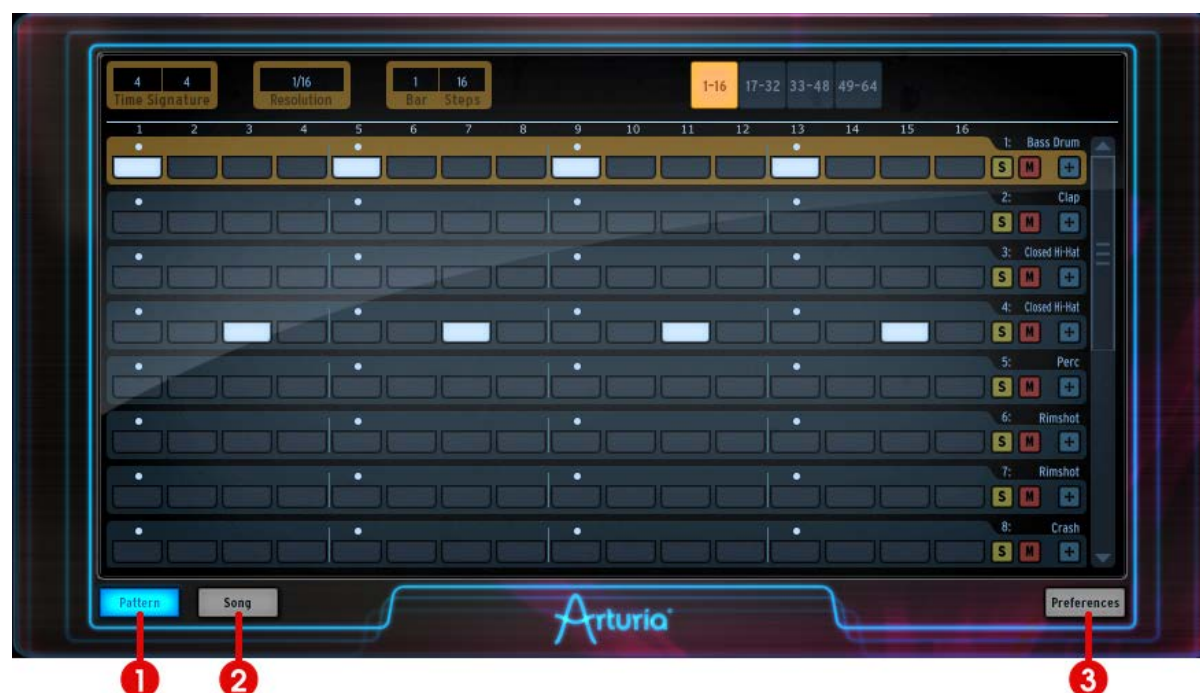 4 4
Time Signature
1/16
Resolution
1 16
Bar Steps
1-16 17-32 33-48 49-64
1 2 3 4 5 6 7 8 9 10 11 12 13 14 15 16
1: Bass Drum
S M +
2: Clap
S M +
3: Closed Hi-Hat
S M +
4: Closed Hi-Hat
S M +
5: Perc
S M +
6: Rimshot
S M +
7: Rimshot
S M +
8: Crash
S M +
Pattern Song Preferences
Arturia
1 2 3